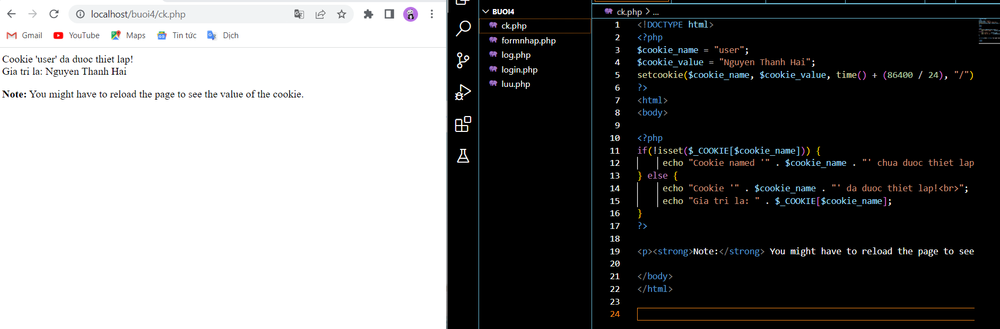 localhost/buoi4/ck.php
Gmail YouTube Maps Tin tức Dịch
Cookie 'user' da duoc thiet lap!
Gia tri la: Nguyen Thanh Hai
Note: You might have to reload the page to see the value of the cookie.
BUOI4
ck.php
formnhap.php
log.php
login.php
luu.php
ck.php > ...
1 <!DOCTYPE html>
2 <?php
3 $cookie_name = "user";
4 $cookie_value = "Nguyen Thanh Hai";
5 setcookie($cookie_name, $cookie_value, time() + (86400 / 24), "/")
6 ?>
7 <html>
8 <body>
9
10 <?php
11 if(!isset($_COOKIE[$cookie_name])) {
12 echo "Cookie named '" . $cookie_name . "' chua duoc thiet lap
13 } else {
14 echo "Cookie '" . $cookie_name . "' da duoc thiet lap!<br>";
15 echo "Gia tri la: " . $_COOKIE[$cookie_name];
16 }
17 ?>
18
19 <p><strong>Note:</strong> You might have to reload the page to see
20
21 </body>
22 </html>
23
24